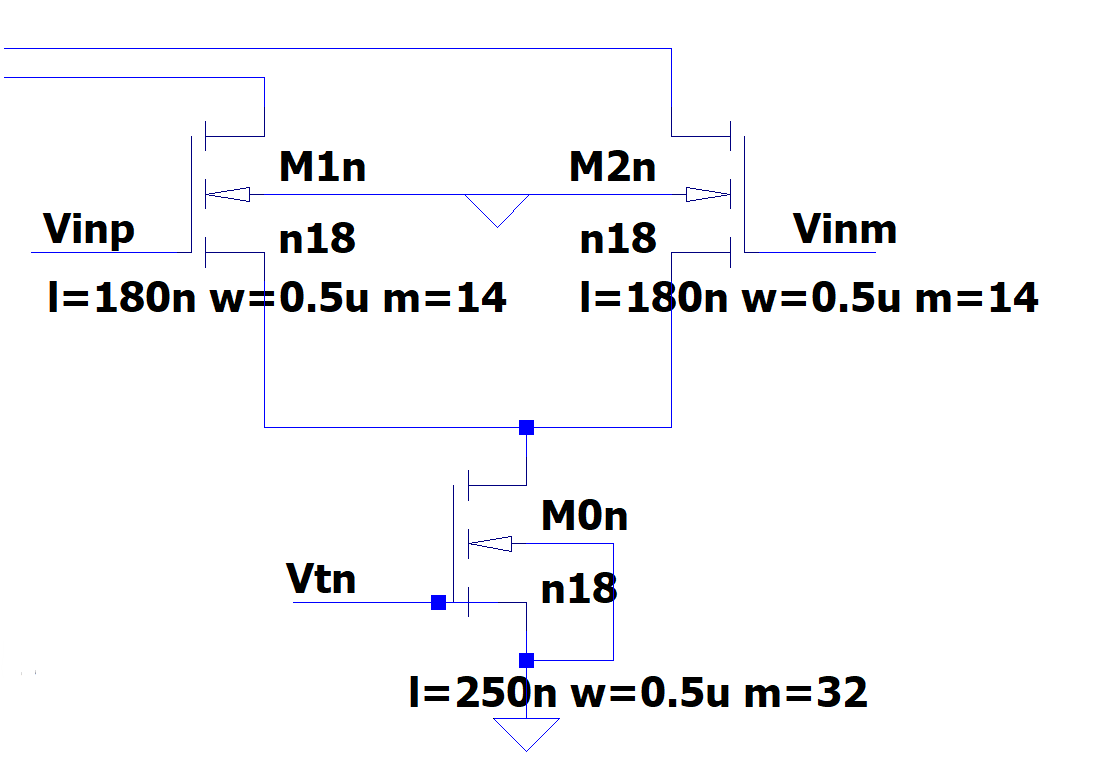 M1n
M2n
Vinp
n18
n18
Vinm
l=180n w=0.5u m=14
l=180n w=0.5u m=14
M0n
Vtn
n18
l=250n w=0.5u m=32